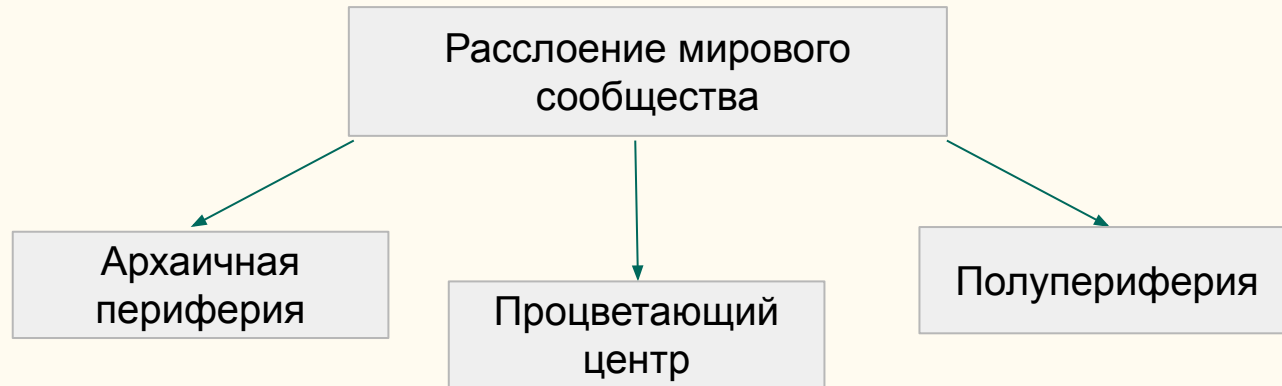 Расслоение мирового
сообщества
Архаичная
периферия
Процветающий
центр
Полупериферия